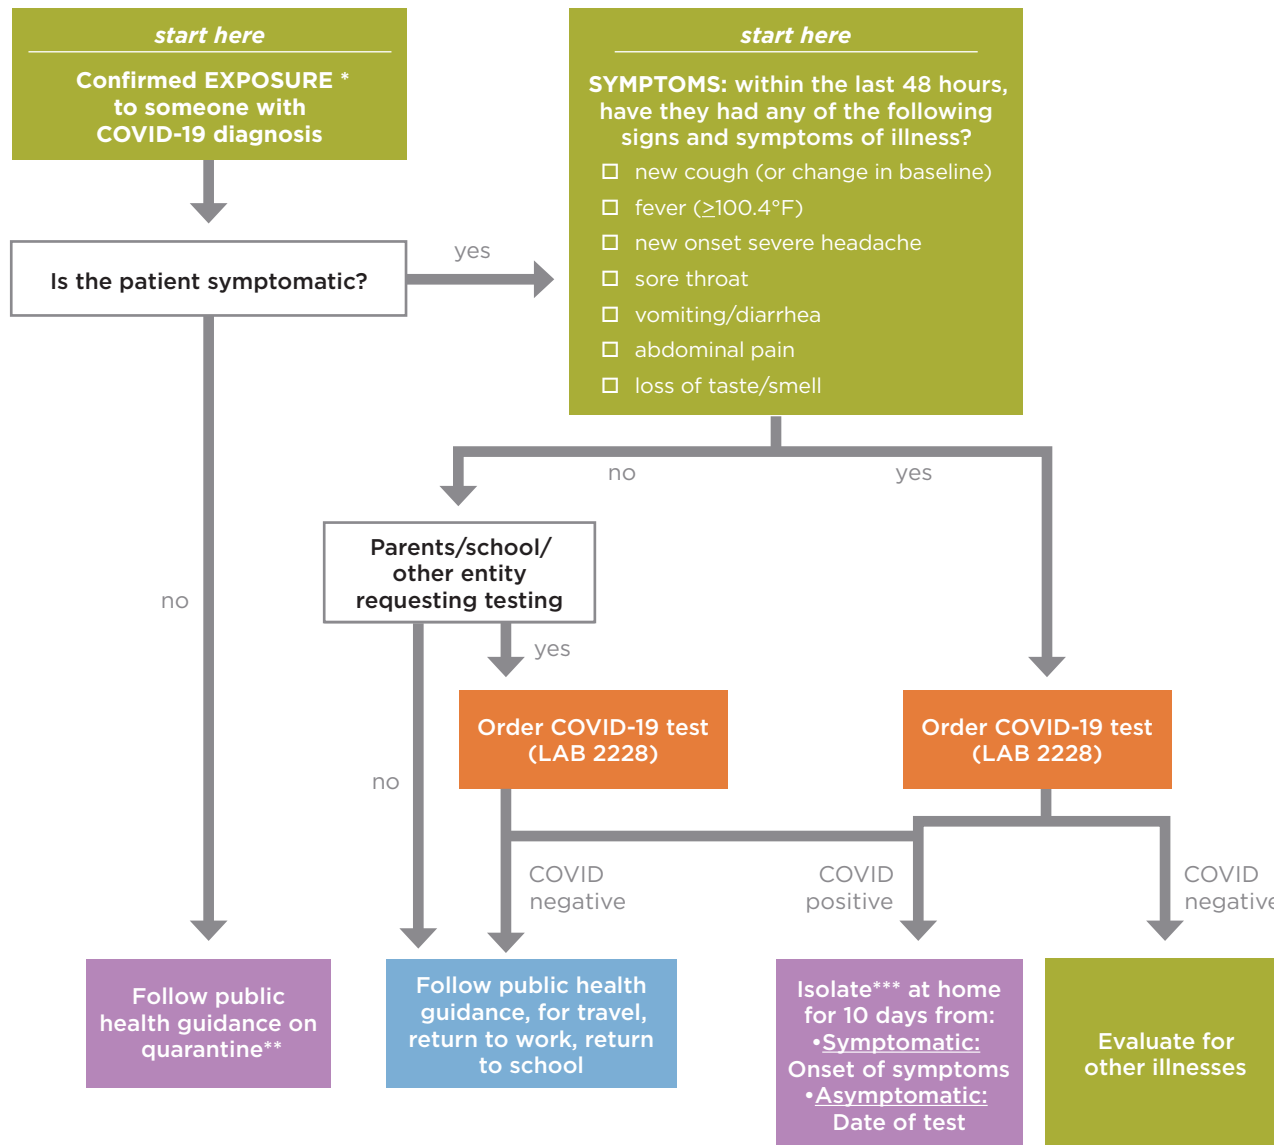 start here
Confirmed EXPOSURE *
to someone with
COVID-19 diagnosis
start here
SYMPTOMS: within the last 48 hours,
have they had any of the following
signs and symptoms of illness?
new cough (or change in baseline)
fever (≥100.4°F)
new onset severe headache
sore throat
vomiting/diarrhea
abdominal pain
loss of taste/smell
Is the patient symptomatic?
yes
no
no
yes
Parents/school/
other entity
requesting testing
yes
no
Order COVID-19 test
(LAB 2228)
Order COVID-19 test
(LAB 2228)
COVID
negative
COVID
positive
COVID
negative
Follow public
health guidance on
quarantine**
Follow public health
guidance, for travel,
return to work, return
to school
Isolate*** at home
for 10 days from:
•Symptomatic:
Onset of symptoms
•Asymptomatic:
Date of test
Evaluate for
other illnesses